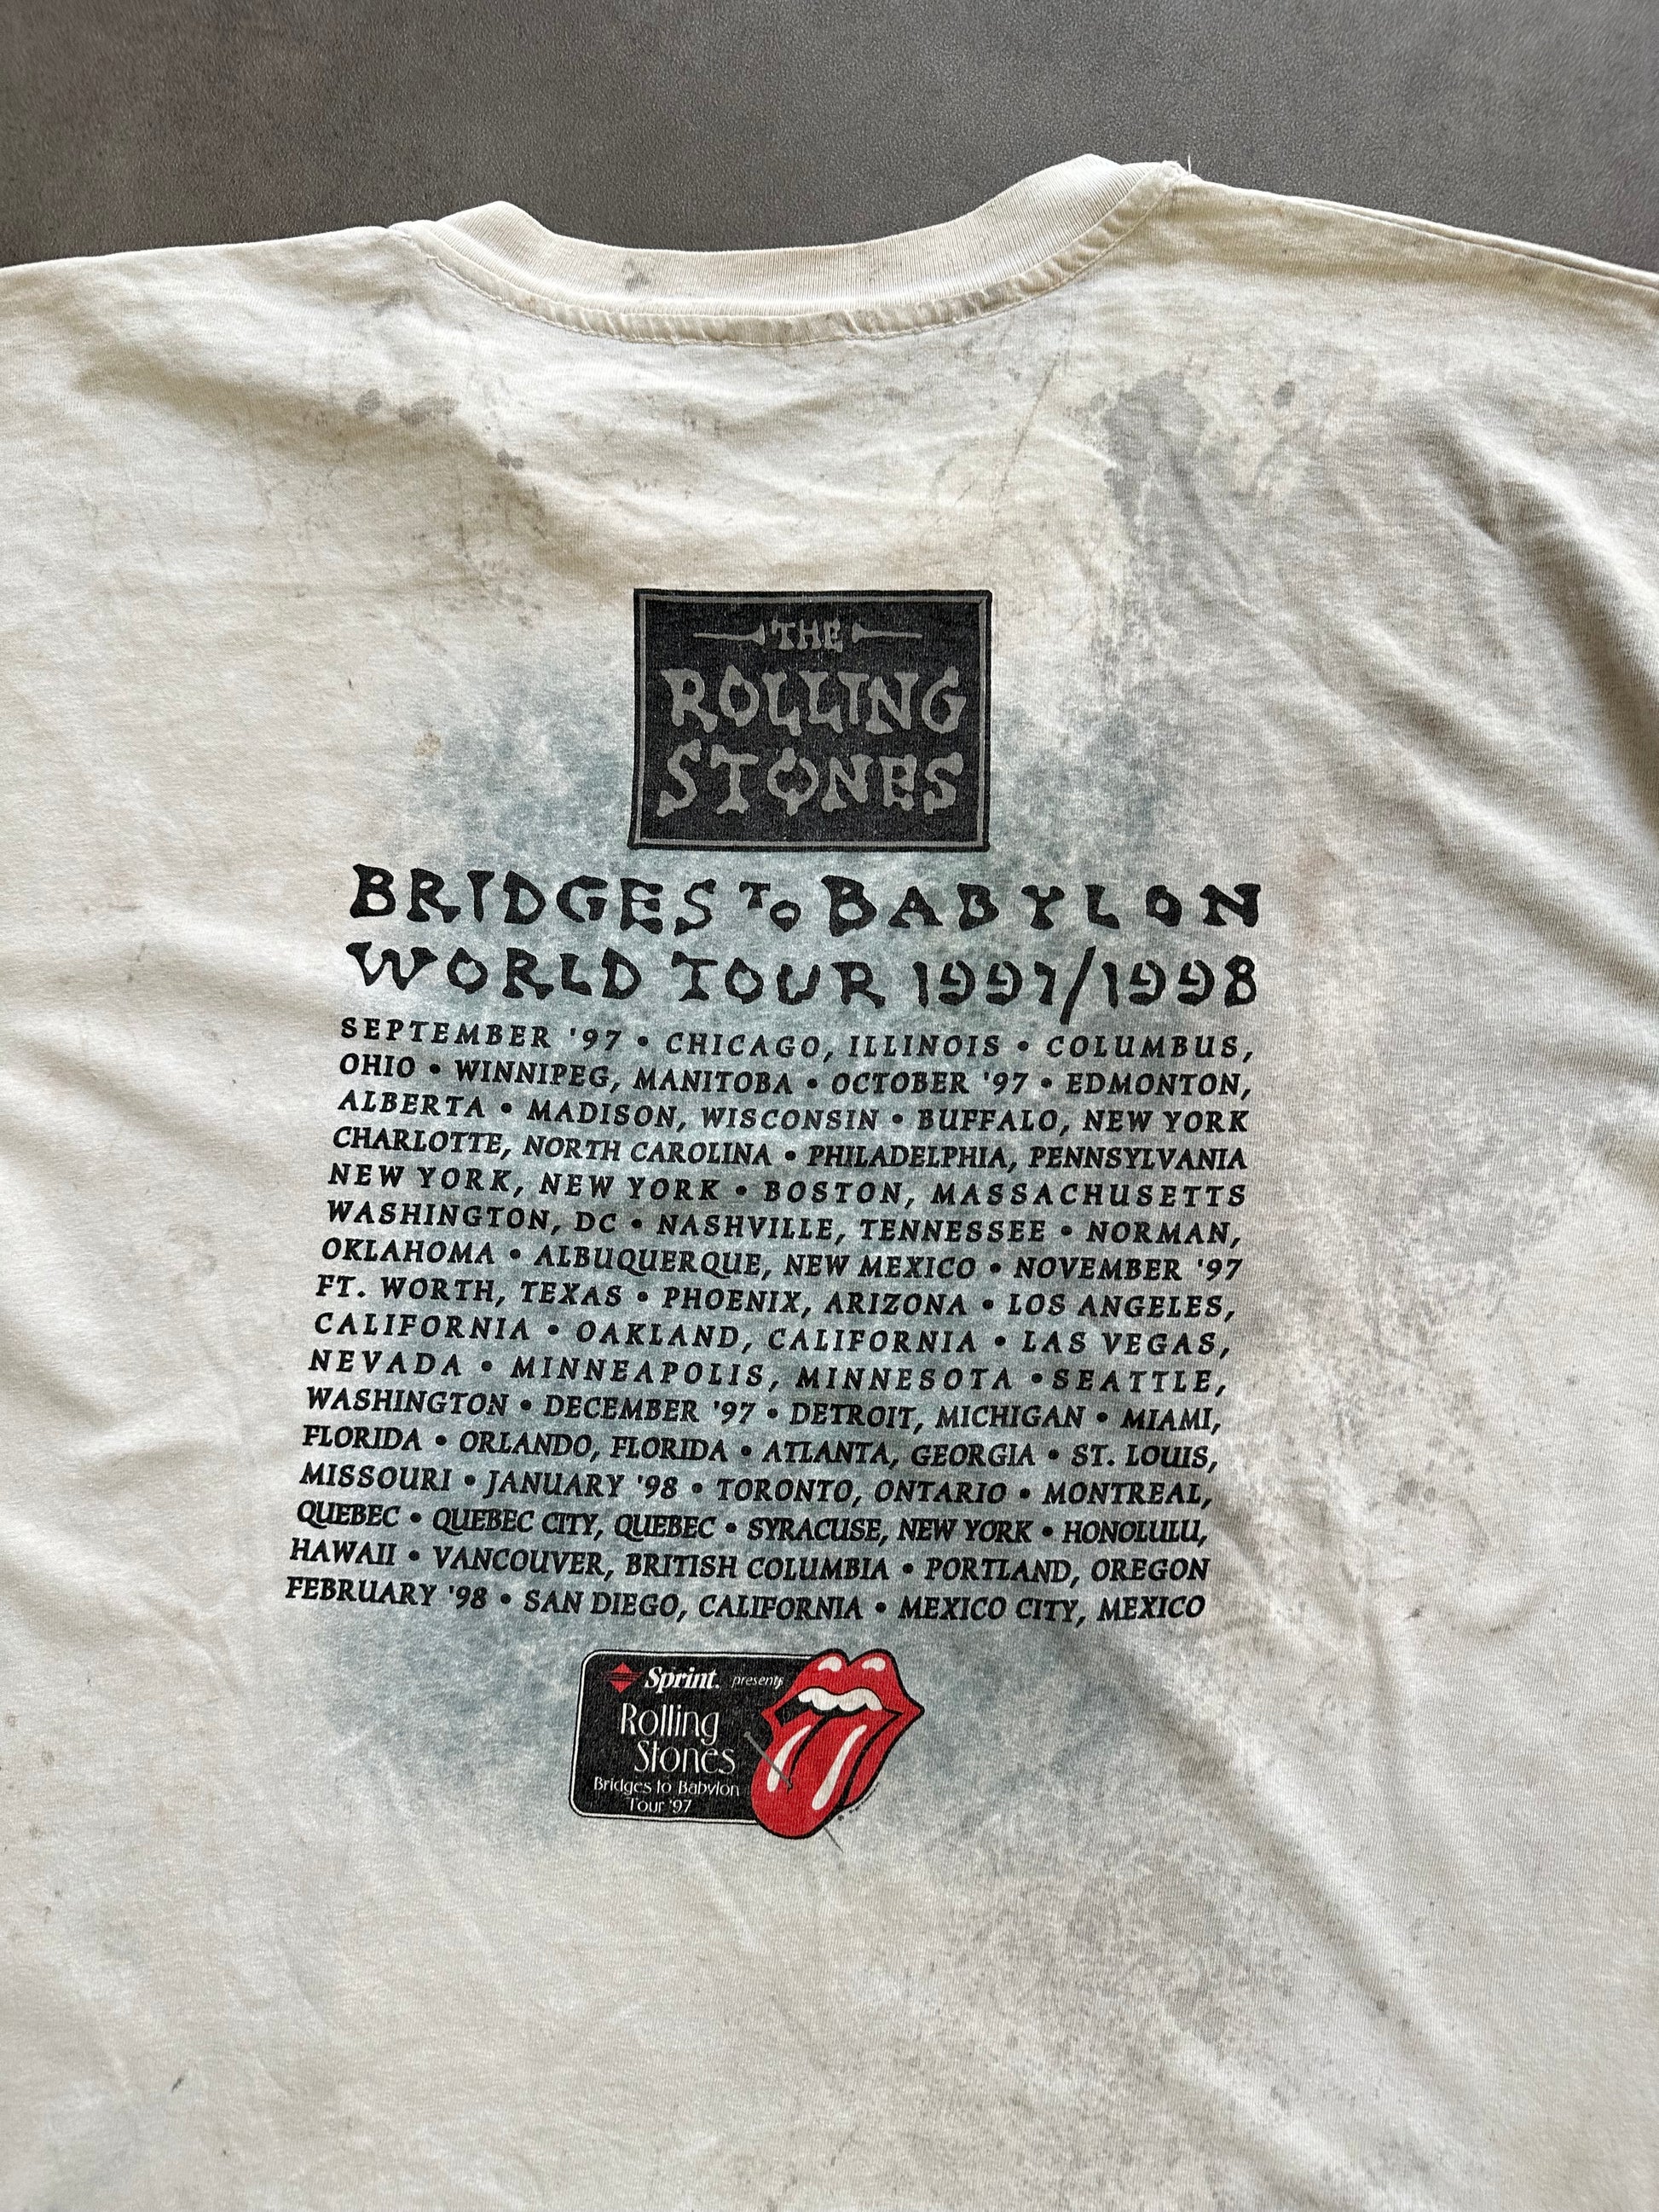 THE
ROLLING
STONES
BRIDGES TO BABYLON
WORLD TOUR 1997/1998
SEPTEMBER '97 • CHICAGO, ILLINOIS • COLUMBUS,
OHIO • WINNIPEG, MANITOBA • OCTOBER '97 • EDMONTON,
ALBERTA • MADISON, WISCONSIN • BUFFALO, NEW YORK
CHARLOTTE, NORTH CAROLINA • PHILADELPHIA, PENNSYLVANIA
NEW YORK, NEW YORK • BOSTON, MASSACHUSETTS
WASHINGTON, DC • NASHVILLE, TENNESSEE • NORMAN,
OKLAHOMA • ALBUQUERQUE, NEW MEXICO • NOVEMBER '97
FT. WORTH, TEXAS • PHOENIX, ARIZONA • LOS ANGELES,
CALIFORNIA • OAKLAND, CALIFORNIA • LAS VEGAS,
NEVADA • MINNEAPOLIS, MINNESOTA • SEATTLE,
WASHINGTON • DECEMBER '97 • DETROIT, MICHIGAN • MIAMI,
FLORIDA • ORLANDO, FLORIDA • ATLANTA, GEORGIA • ST. LOUIS,
MISSOURI • JANUARY '98 • TORONTO, ONTARIO • MONTREAL,
QUEBEC • QUEBEC CITY, QUEBEC • SYRACUSE, NEW YORK • HONOLULU,
HAWAII • VANCOUVER, BRITISH COLUMBIA • PORTLAND, OREGON
FEBRUARY '98 • SAN DIEGO, CALIFORNIA • MEXICO CITY, MEXICO
Sprint. presents
Rolling
Stones
Bridges to Babylon
Tour '97